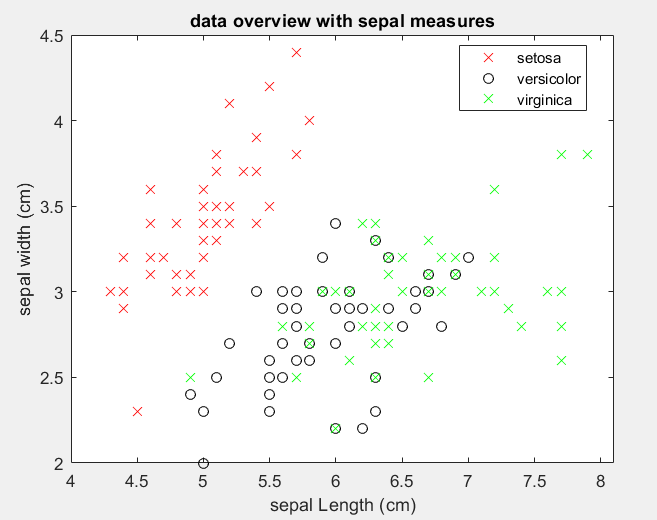 data overview with sepal measures
4.5
4
3.5
3
2.5
2
sepal width (cm)
setosa
versicolor
virginica
4 4.5 5 5.5 6 6.5 7 7.5 8
sepal Length (cm)